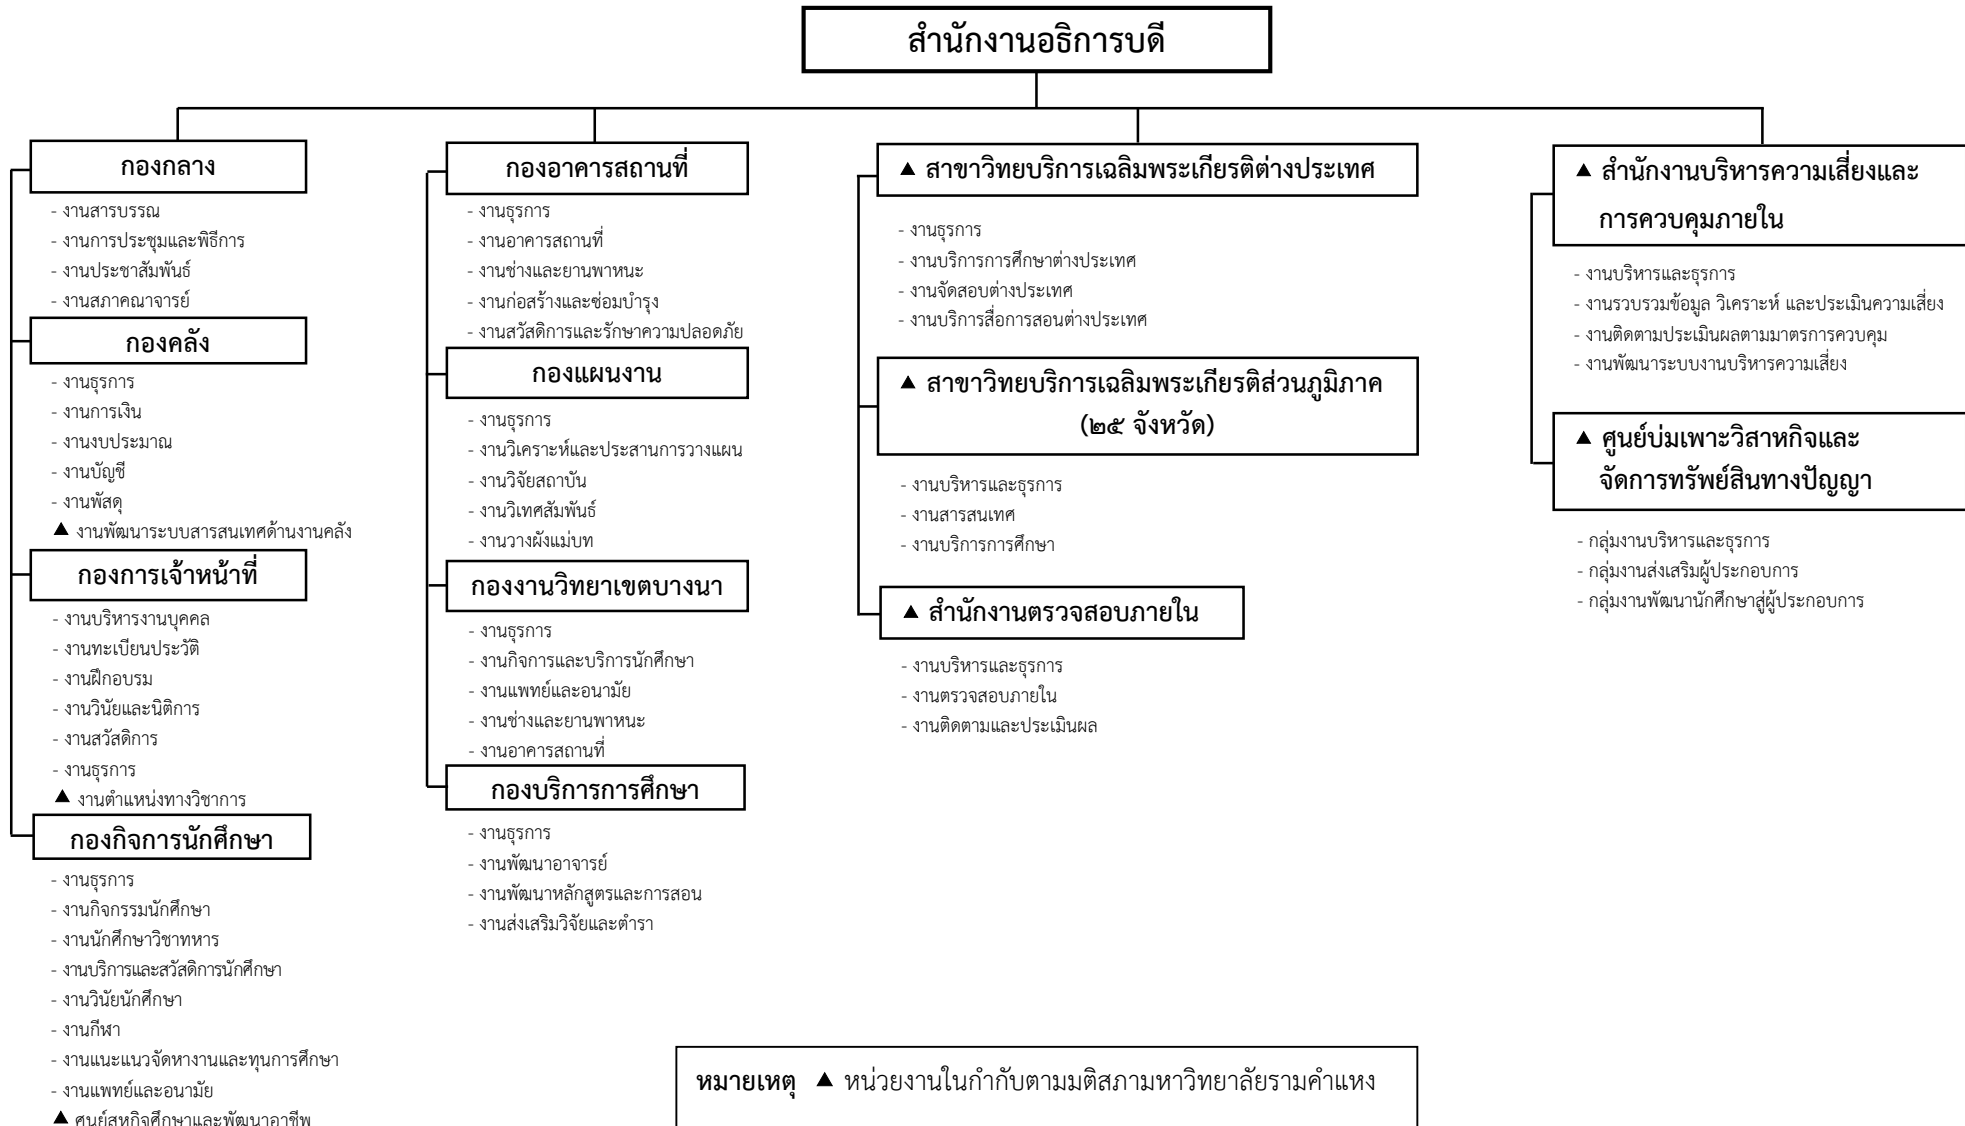 สำนักงานอธิการบดี
กองกลาง
- งานสารบรรณ
- งานการประชุมและพิธีการ
- งานประชาสัมพันธ์
- งานสภาคณาจารย์
กองคลัง
- งานธุรการ
- งานการเงิน
- งานงบประมาณ
- งานบัญชี
- งานพัสดุ
▲ งานพัฒนาระบบสารสนเทศด้านงานคลัง
กองการเจ้าหน้าที่
- งานบริหารงานบุคคล
- งานทะเบียนประวัติ
- งานฝึกอบรม
- งานวินัยและนิติการ
- งานสวัสดิการ
- งานธุรการ
▲ งานตำแหน่งทางวิชาการ
กองกิจการนักศึกษา
- งานธุรการ
- งานกิจกรรมนักศึกษา
- งานนักศึกษาวิชาทหาร
- งานบริการและสวัสดิการนักศึกษา
- งานวินัยนักศึกษา
- งานกีฬา
- งานแนะแนวจัดหางานและทุนการศึกษา
- งานแพทย์และอนามัย
▲ ศูนย์สหกิจศึกษาและพัฒนาอาชีพ
กองอาคารสถานที่
- งานธุรการ
- งานอาคารสถานที่
- งานช่างและยานพาหนะ
- งานก่อสร้างและซ่อมบำรุง
- งานสวัสดิการและรักษาความปลอดภัย
กองแผนงาน
- งานธุรการ
- งานวิเคราะห์และประสานการวางแผน
- งานวิจัยสถาบัน
- งานวิเทศสัมพันธ์
- งานวางผังแม่บท
กองงานวิทยาเขตบางนา
- งานธุรการ
- งานกิจการและบริการนักศึกษา
- งานแพทย์และอนามัย
- งานช่างและยานพาหนะ
- งานอาคารสถานที่
กองบริการการศึกษา
- งานธุรการ
- งานพัฒนาอาจารย์
- งานพัฒนาหลักสูตรและการสอน
- งานส่งเสริมวิจัยและตำรา
▲ สาขาวิทยบริการเฉลิมพระเกียรติต่างประเทศ
- งานธุรการ
- งานบริการการศึกษาต่างประเทศ
- งานจัดสอบต่างประเทศ
- งานบริการสื่อการสอนต่างประเทศ
▲ สาขาวิทยบริการเฉลิมพระเกียรติส่วนภูมิภาค
(๒๕ จังหวัด)
- งานบริหารและธุรการ
- งานสารสนเทศ
- งานบริการการศึกษา
▲ สำนักงานตรวจสอบภายใน
- งานบริหารและธุรการ
- งานตรวจสอบภายใน
- งานติดตามและประเมินผล
▲ สำนักงานบริหารความเสี่ยงและ
การควบคุมภายใน
- งานบริหารและธุรการ
- งานรวบรวมข้อมูล วิเคราะห์ และประเมินความเสี่ยง
- งานติดตามประเมินผลตามมาตรการควบคุม
- งานพัฒนาระบบงานบริหารความเสี่ยง
▲ ศูนย์บ่มเพาะวิสาหกิจและ
จัดการทรัพย์สินทางปัญญา
- กลุ่มงานบริหารและธุรการ
- กลุ่มงานส่งเสริมผู้ประกอบการ
- กลุ่มงานพัฒนานักศึกษาสู่ผู้ประกอบการ
หมายเหตุ ▲ หน่วยงานในกำกับตามมติสภามหาวิทยาลัยรามคำแหง